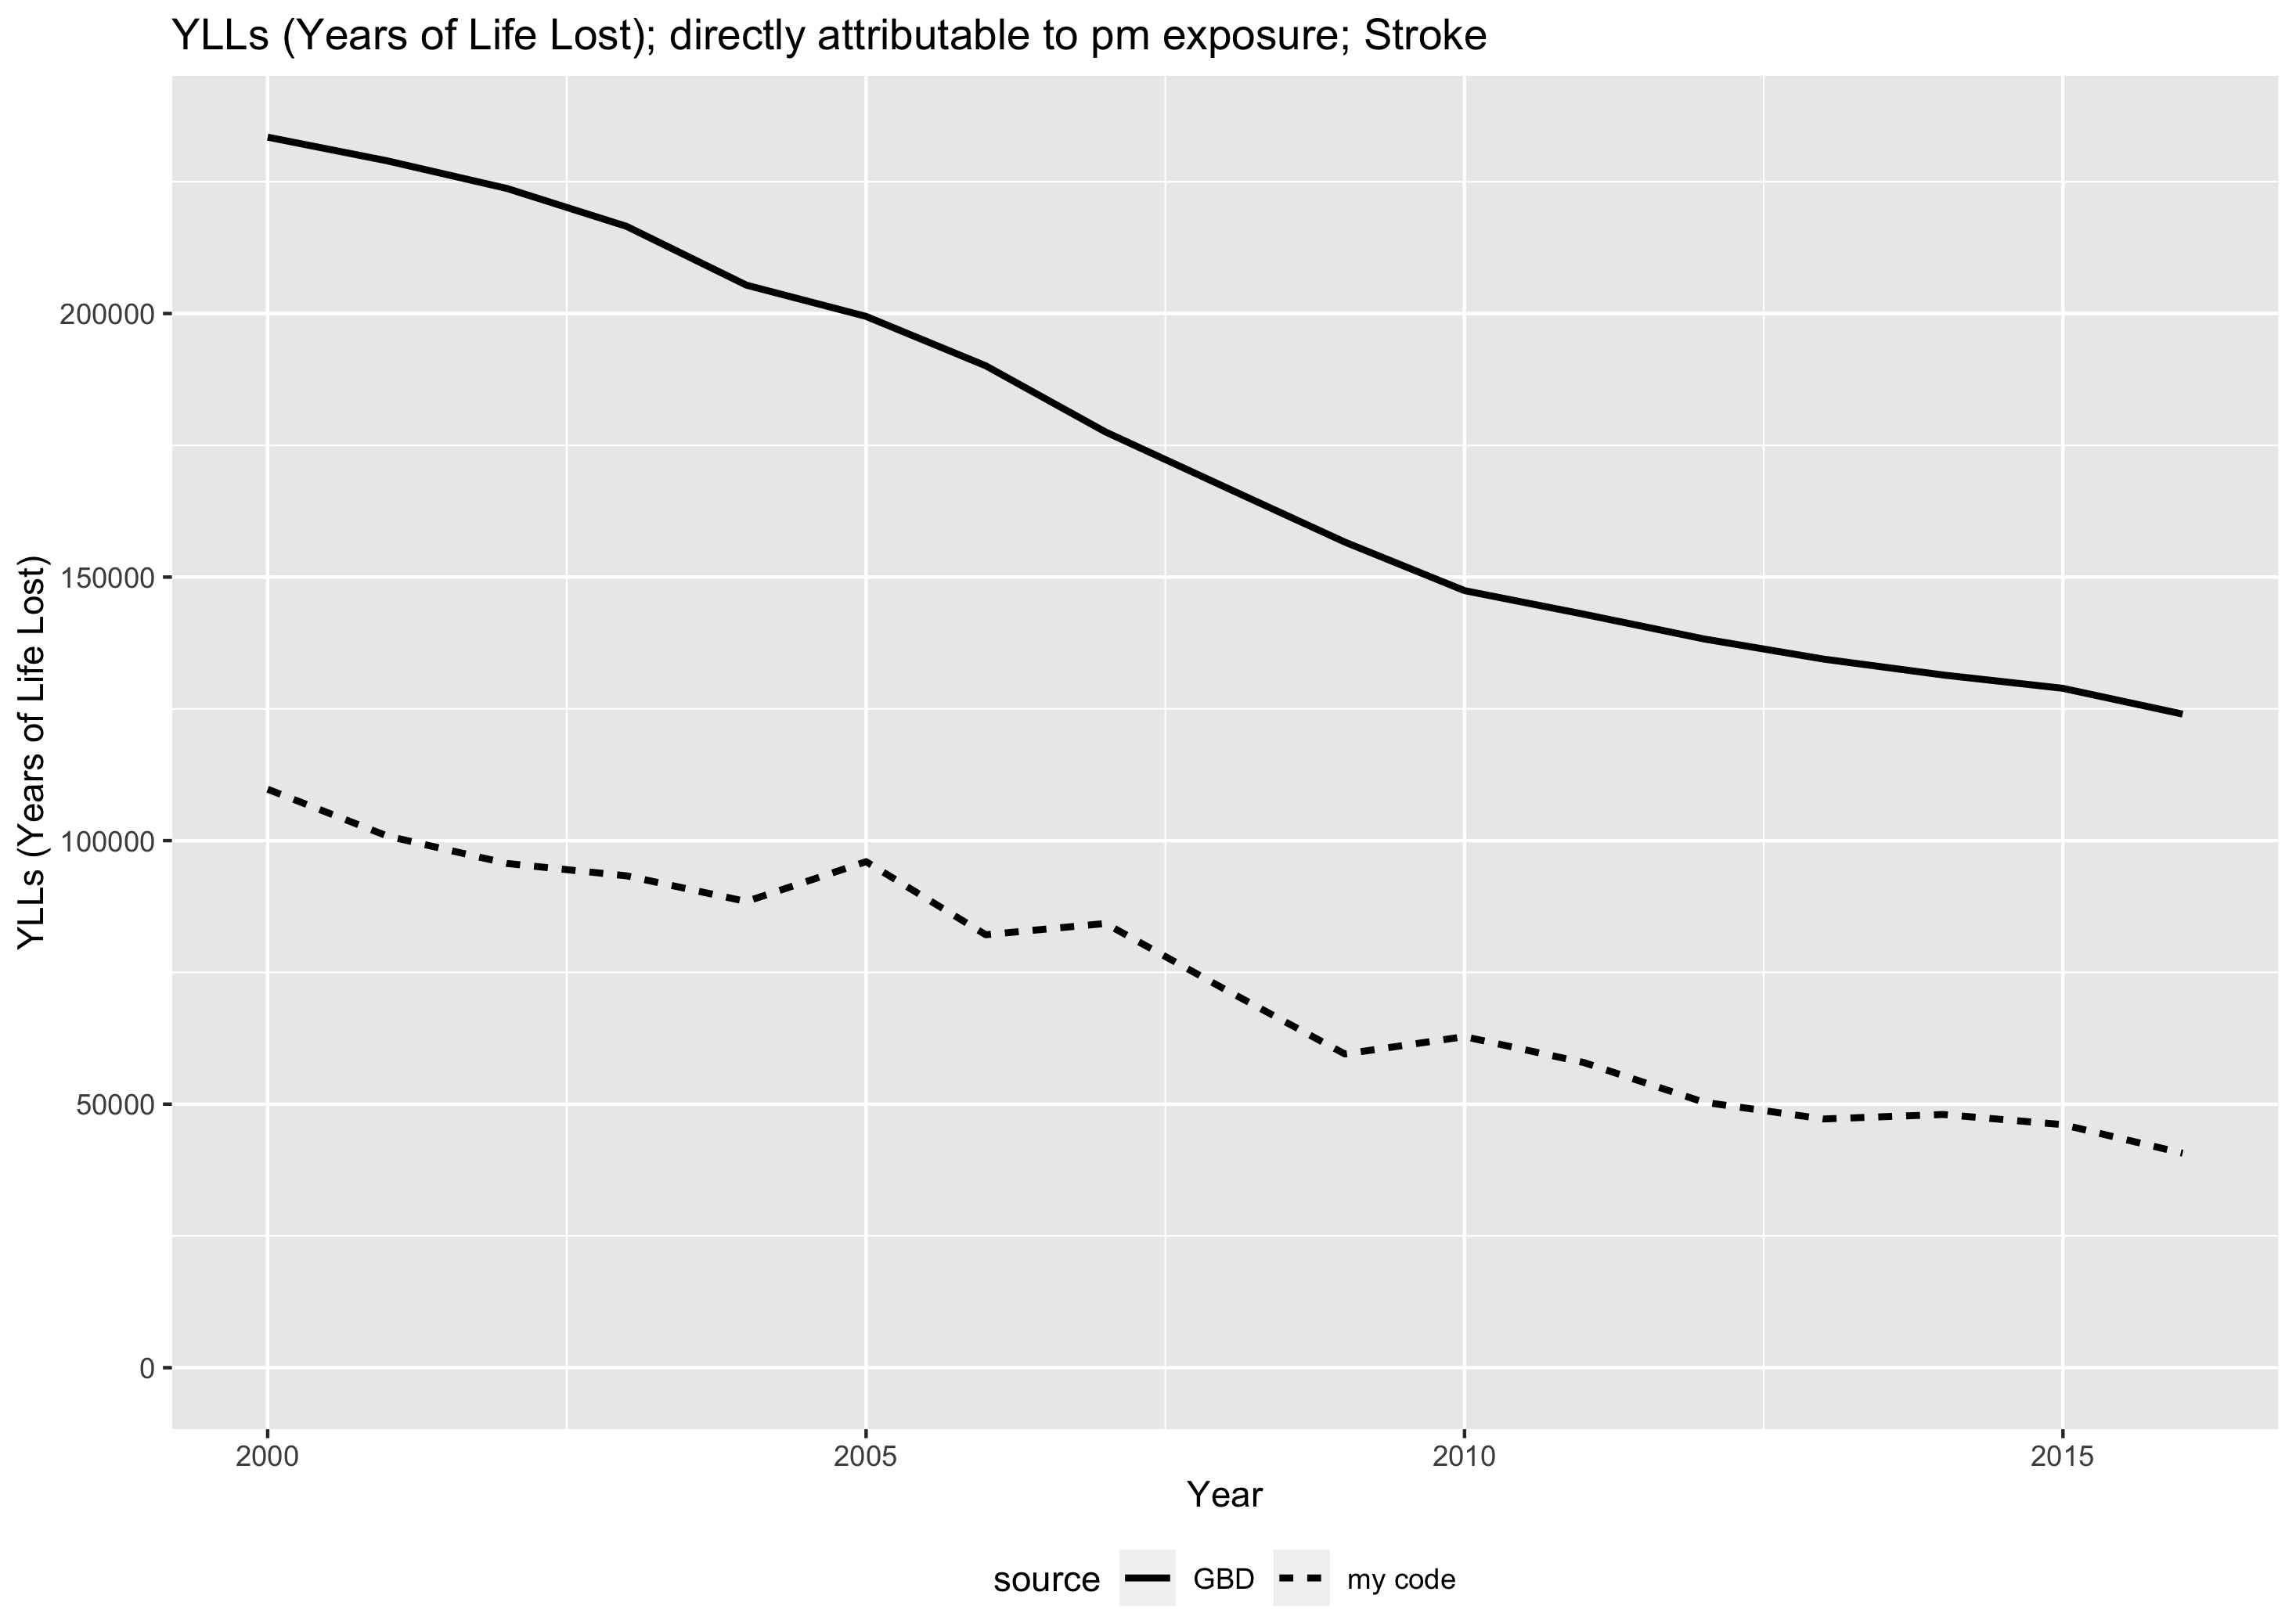 YLLs (Years of Life Lost); directly attributable to pm exposure; Stroke
YLLs (Years of Life Lost)
200000
150000
100000
50000
0
2000 2005 2010 2015
Year
source GBD my code